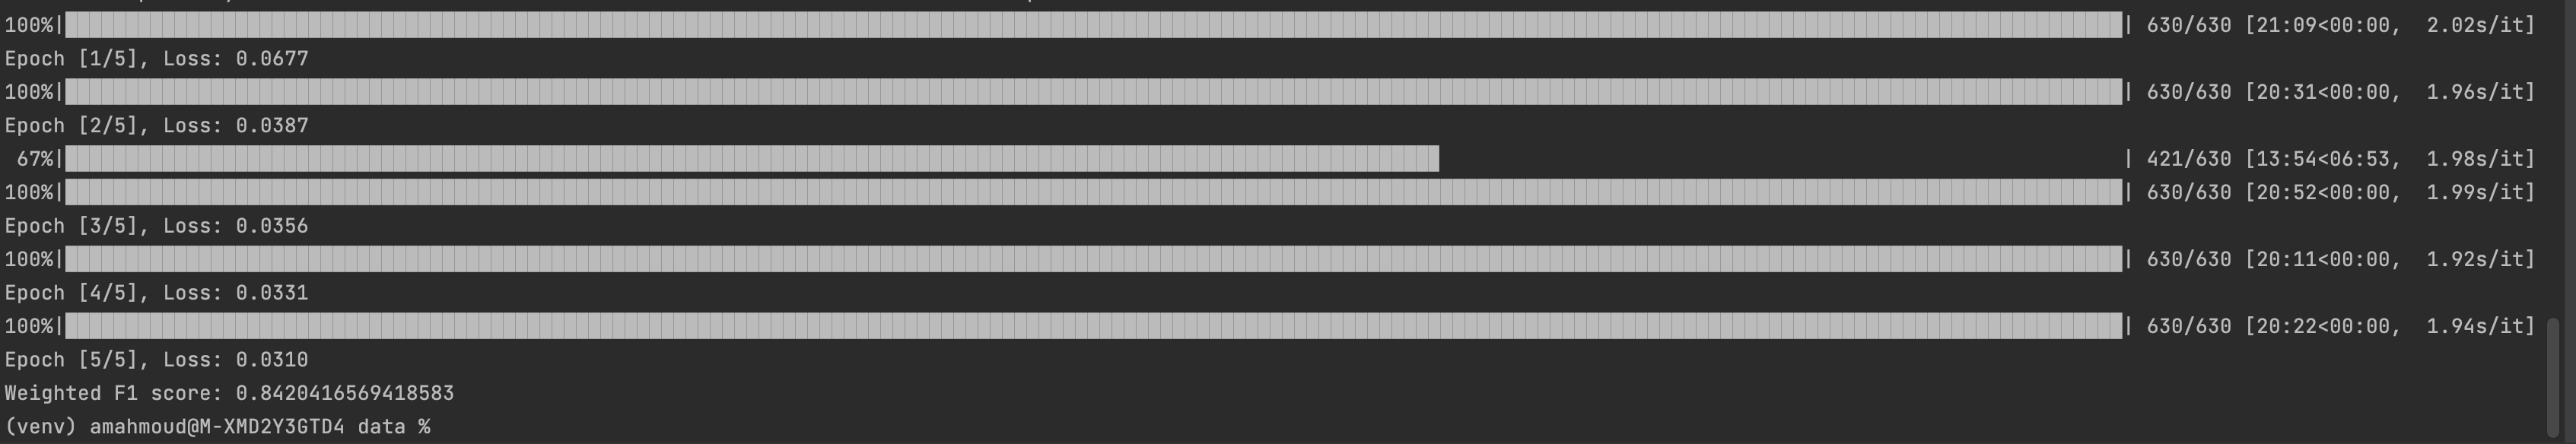 100%| | 630/630 [21:09<00:00, 2.02s/it]
Epoch [1/5], Loss: 0.0677
100%| | 630/630 [20:31<00:00, 1.96s/it]
Epoch [2/5], Loss: 0.0387
67%| | 421/630 [13:54<06:53, 1.98s/it]
100%| | 630/630 [20:52<00:00, 1.99s/it]
Epoch [3/5], Loss: 0.0356
100%| | 630/630 [20:11<00:00, 1.92s/it]
Epoch [4/5], Loss: 0.0331
100%| | 630/630 [20:22<00:00, 1.94s/it]
Epoch [5/5], Loss: 0.0310
Weighted F1 score: 0.8420416569418583
(venv) amahmoud@M-XMD2Y3GTD4 data %